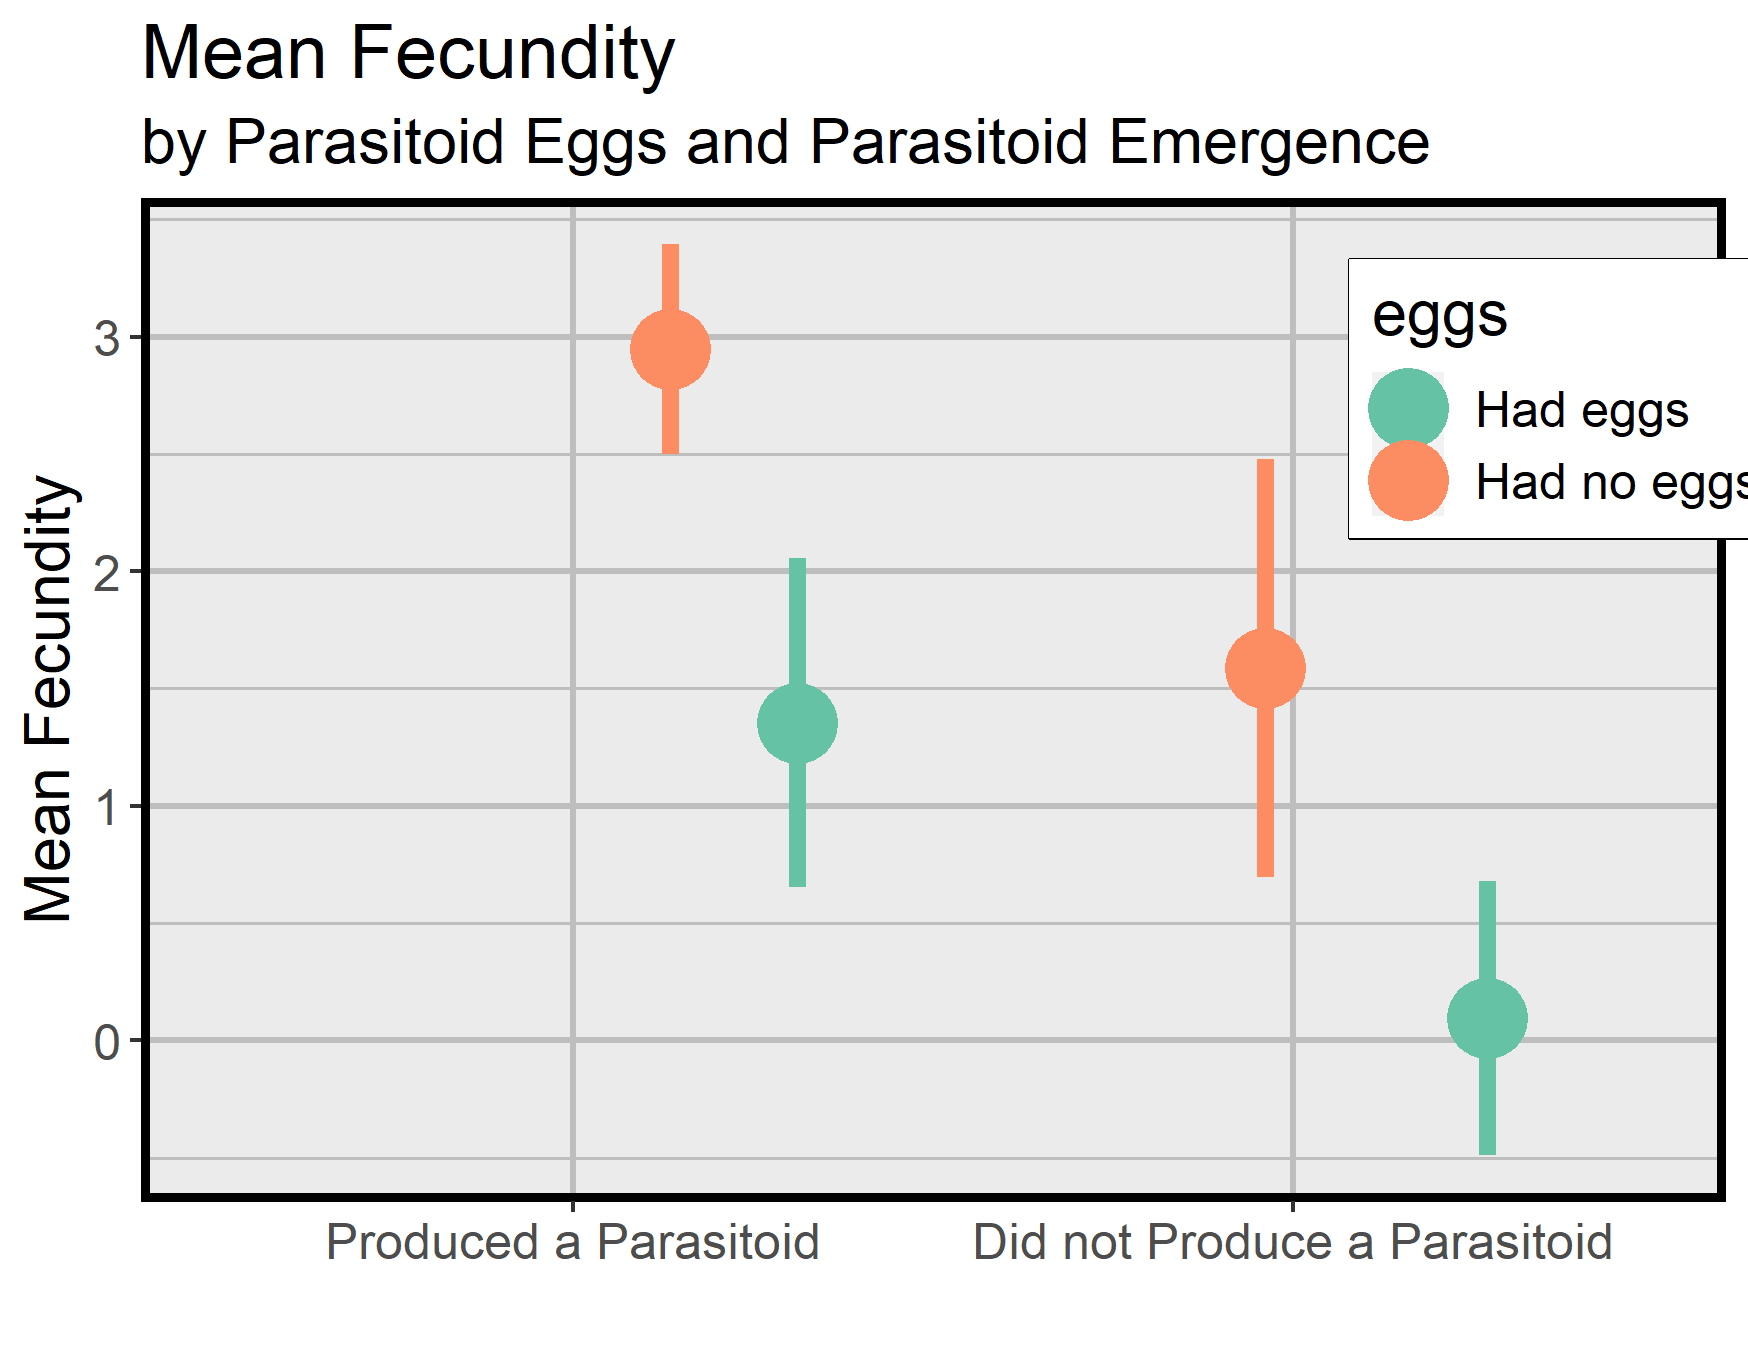 Mean Fecundity
by Parasitoid Eggs and Parasitoid Emergence
Mean Fecundity
3
2
1
0
eggs
Had eggs
Had no eggs
Produced a Parasitoid
Did not Produce a Parasitoid